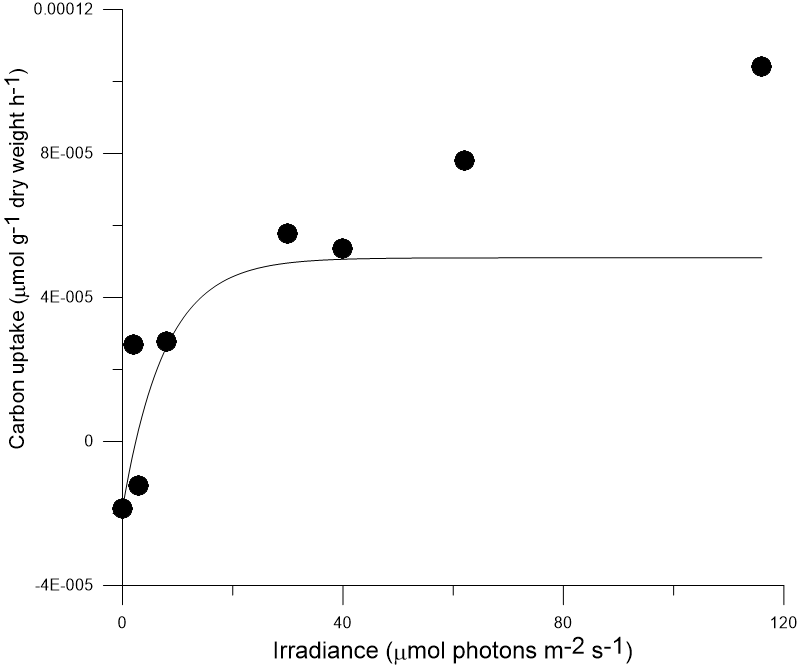 0.00012
8E-005
4E-005
0
-4E-005
Carbon uptake (μmol g-1 dry weight h-1)
0 40 80 120
Irradiance (μmol photons m-2 s-1)